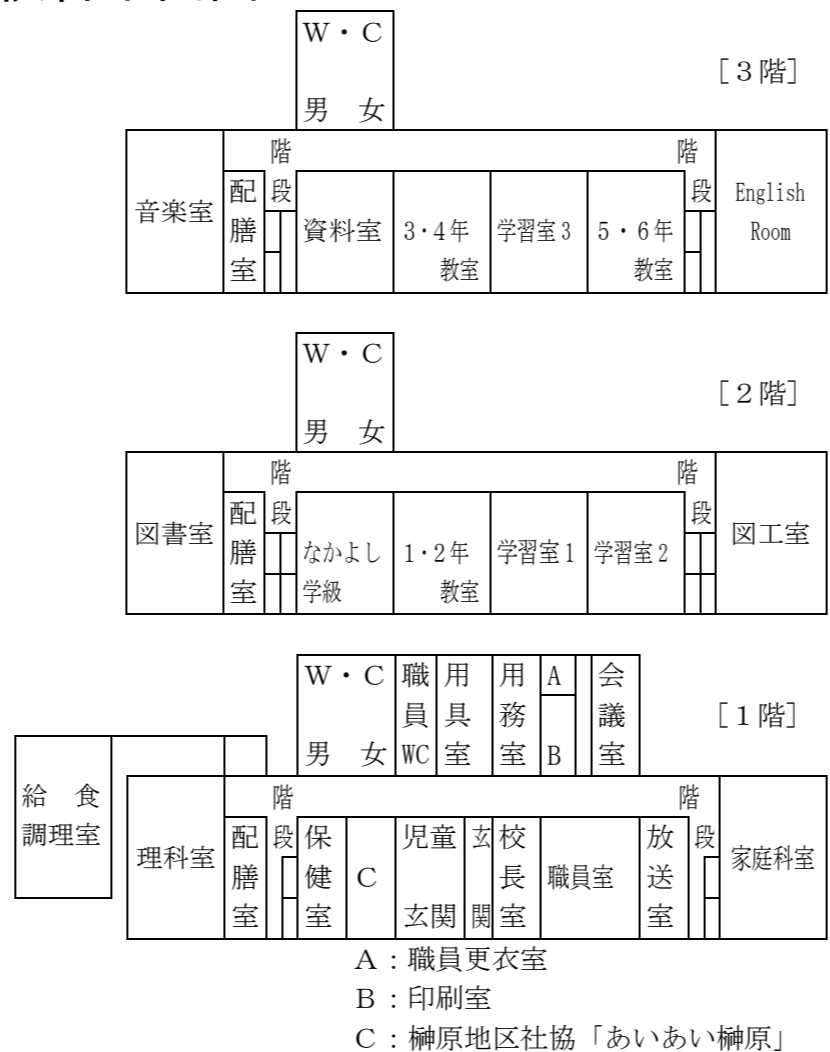 W・C
男 女
[3階]
音楽室
配膳室
階段
資料室
3・4年教室
学習室3
5・6年教室
階段
English Room
W・C
男 女
[2階]
図書室
配膳室
階段
なかよし学級
1・2年教室
学習室1
学習室2
階段
図工室
W・C
男 女
職員WC
用具室
用務室
A
B
会議室
[1階]
給食調理室
理科室
配膳室
階段
保健室
C
児童玄関
玄関
校長室
職員室
放送室
階段
家庭科室
A：職員更衣室
B：印刷室
C：榊原地区社協「あいあい榊原」